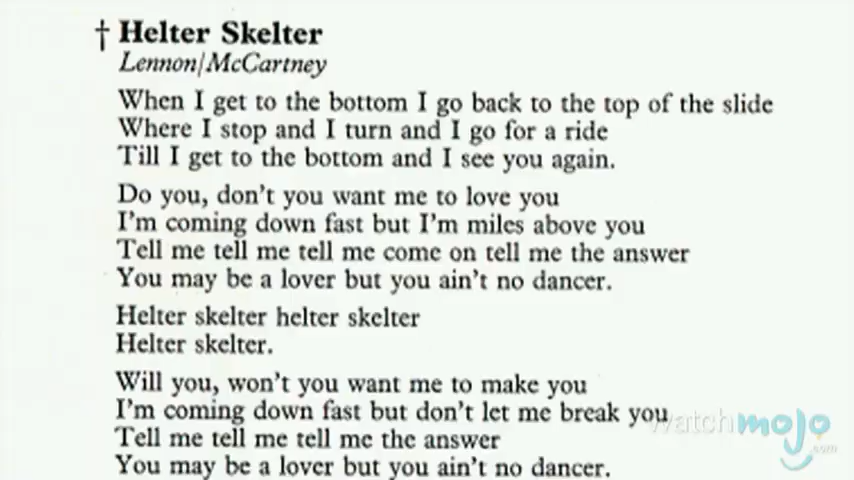 † Helter Skelter
Lennon/McCartney
When I get to the bottom I go back to the top of the slide
Where I stop and I turn and I go for a ride
Till I get to the bottom and I see you again.
Do you, don't you want me to love you
I'm coming down fast but I'm miles above you
Tell me tell me tell me come on tell me the answer
You may be a lover but you ain't no dancer.
Helter skelter helter skelter
Helter skelter.
Will you, won't you want me to make you
I'm coming down fast but don't let me break you
Tell me tell me tell me the answer
You may be a lover but you ain't no dancer.
watchmojo
.com